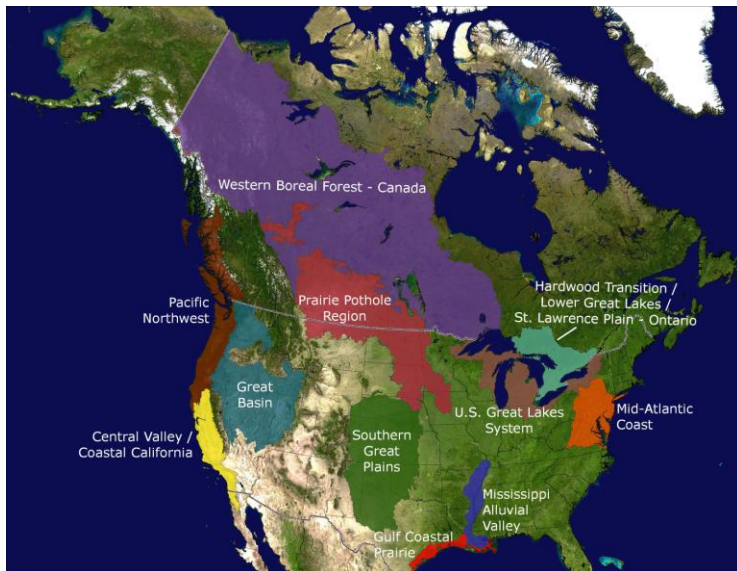 Western Boreal Forest - Canada
Hardwood Transition /
Lower Great Lakes /
St. Lawrence Plain - Ontario
Pacific
Northwest
Prairie Pothole
Region
Great
Basin
U.S. Great Lakes
System
Mid-Atlantic
Coast
Central Valley /
Coastal California
Southern
Great
Plains
Mississippi
Alluvial
Valley
Gulf Coastal
Prairie